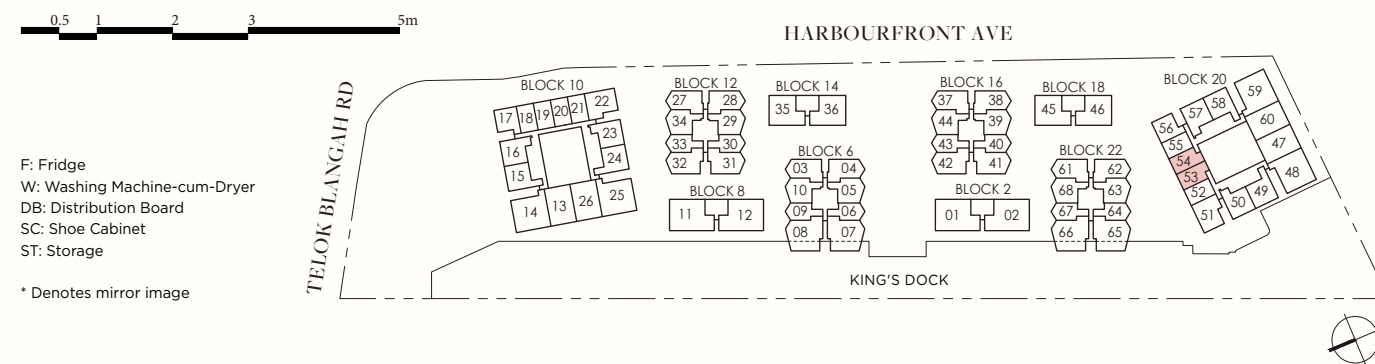 0.5 1 2 3 5m
HARBOURFRONT AVE
TELOK BLANGAH RD
F: Fridge
W: Washing Machine-cum-Dryer
DB: Distribution Board
SC: Shoe Cabinet
ST: Storage
* Denotes mirror image
BLOCK 10
17 18 19 20 21 22
16 23
15 24
14 13 26 25
BLOCK 12
27 28
34 29
33 30
32 31
BLOCK 14
35 36
BLOCK 6
03 04
10 05
09 06
08 07
BLOCK 8
11 12
BLOCK 16
37 38
44 39
43 40
42 41
BLOCK 18
45 46
BLOCK 2
01 02
BLOCK 22
61 62
68 63
67 64
66 65
BLOCK 20
56 57 58 59
55 60
54 47
53 48
52 49
51 50
KING'S DOCK